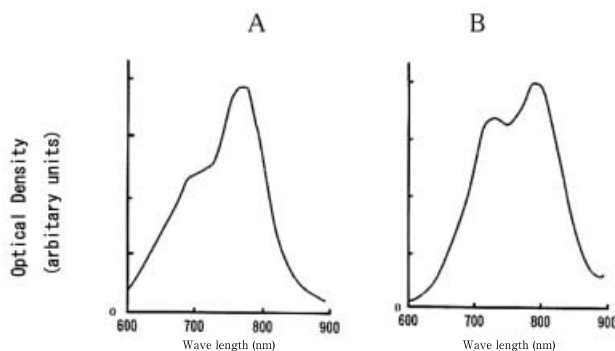 A
B
Optical Density
(arbitary units)
0
600
700
800
900
Wave length (nm)
0
600
700
800
900
Wave length (nm)